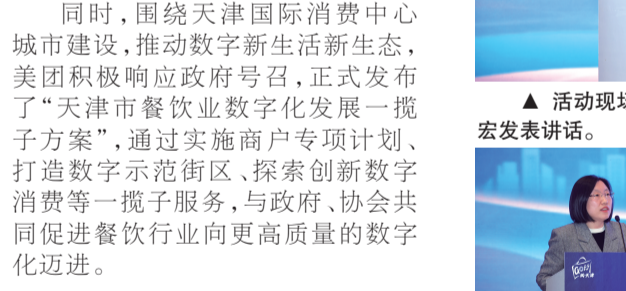 同时，围绕天津国际消费中心
城市建设，推动数字新生活新生态，
美团积极响应政府号召，正式发布
了“天津市餐饮业数字化发展一揽
子方案”，通过实施商户专项计划、
打造数字示范街区、探索创新数字
消费等一揽子服务，与政府、协会共
同促进餐饮行业向更高质量的数字
化迈进。
▲ 活动现场
宏发表讲话。